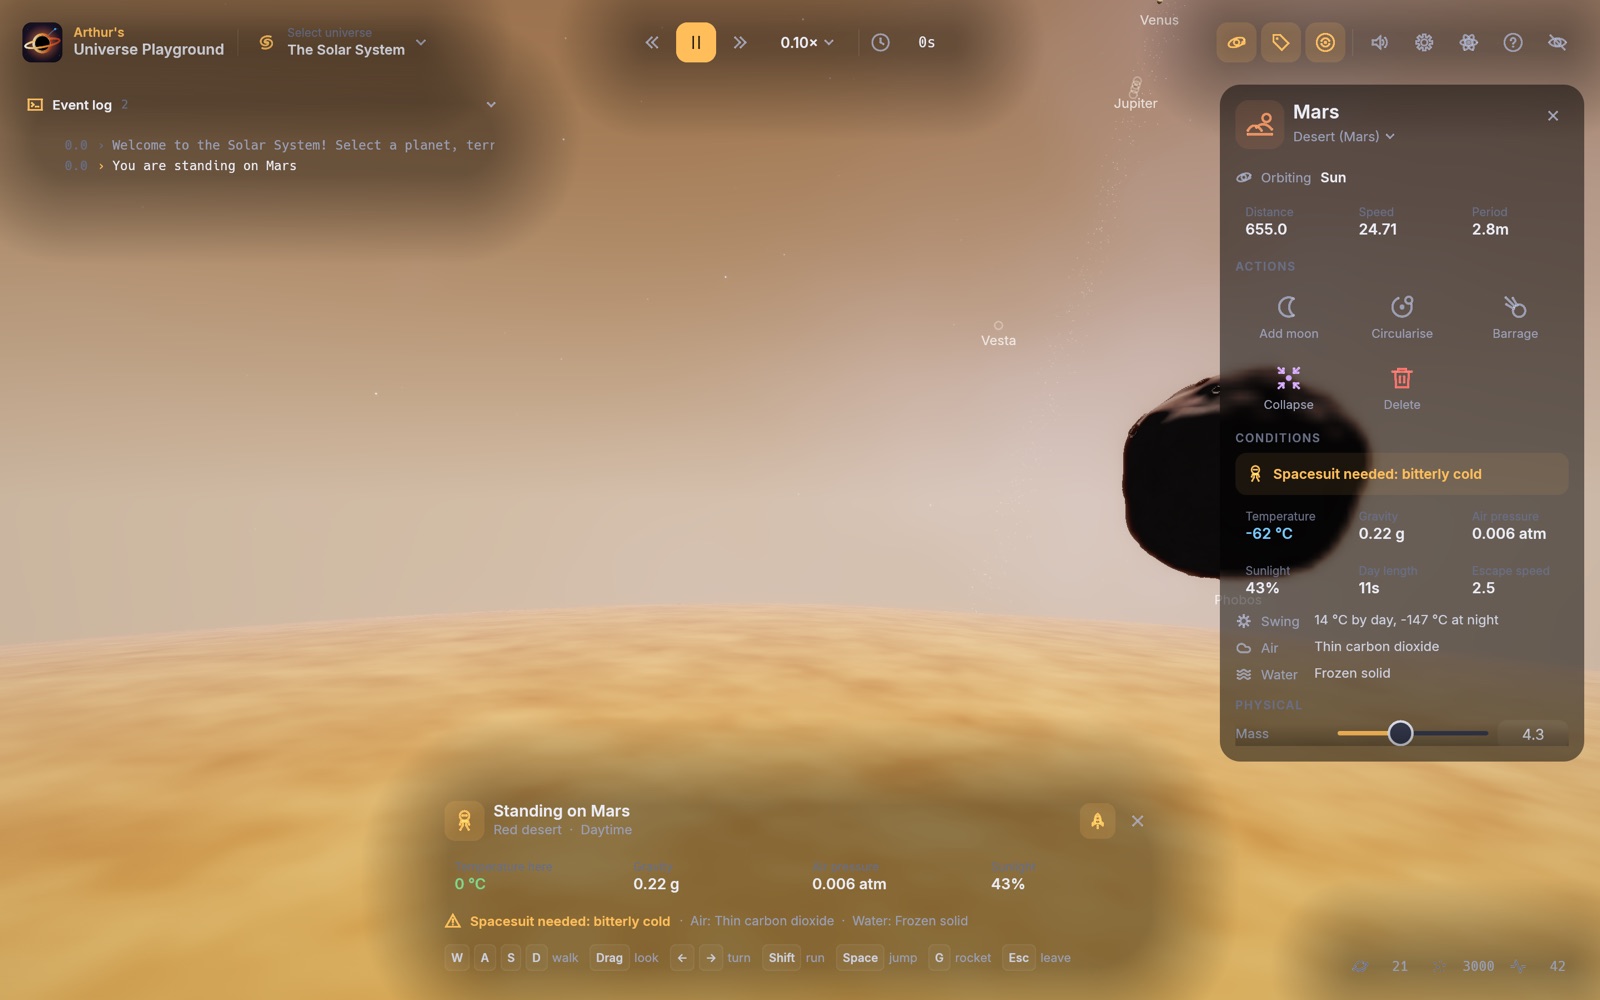 Arthur's
Universe Playground
Select universe
The Solar System
0.10×
0s
Event log 2
0.0 › Welcome to the Solar System! Select a planet, terr
0.0 › You are standing on Mars
Venus
Jupiter
Vesta
Phobos
Mars
Desert (Mars)
Orbiting Sun
Distance Speed Period
655.0 24.71 2.8m
ACTIONS
Add moon Circularise Barrage
Collapse Delete
CONDITIONS
Spacesuit needed: bitterly cold
Temperature Gravity Air pressure
-62 °C 0.22 g 0.006 atm
Sunlight Day length Escape speed
43% 11s 2.5
Swing 14 °C by day, -147 °C at night
Air Thin carbon dioxide
Water Frozen solid
PHYSICAL
Mass 4.3
Standing on Mars
Red desert · Daytime
0 °C 0.22 g 0.006 atm 43%
Spacesuit needed: bitterly cold · Air: Thin carbon dioxide · Water: Frozen solid
W A S D walk Drag look ← → turn Shift run Space jump G rocket Esc leave
21 3000 42